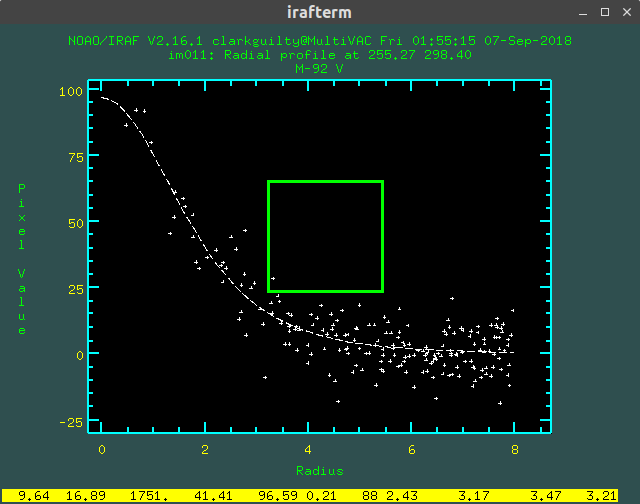 irafterm
NOAO/IRAF V2.16.1 clarkguilty@MultiVAC Fri 01:55:15 07-Sep-2018
im011: Radial profile at 255.27 298.40
M-92 V
100
75
50
25
0
-25
Pixel Value
0 2 4 6 8
Radius
9.64 16.89 1751. 41.41 96.59 0.21 88 2.43 3.17 3.47 3.21